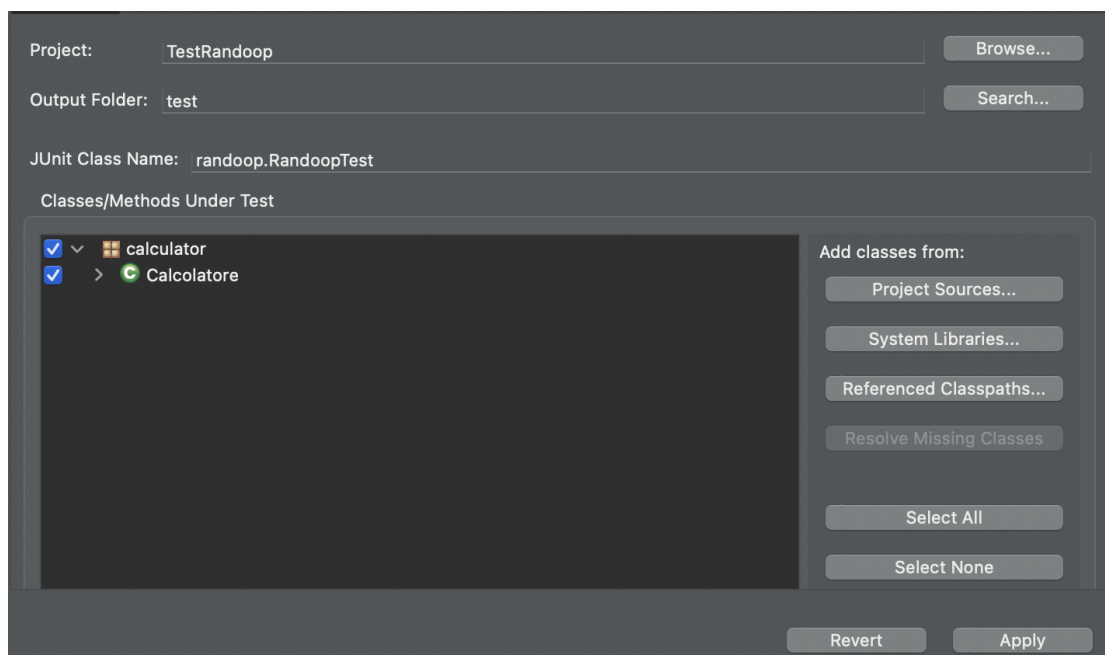 Project: TestRandoop Browse...
Output Folder: test Search...
JUnit Class Name: randoop.RandoopTest
Classes/Methods Under Test
calculator
C Calcolatore
Add classes from:
Project Sources...
System Libraries...
Referenced Classpaths...
Resolve Missing Classes
Select All
Select None
Revert Apply